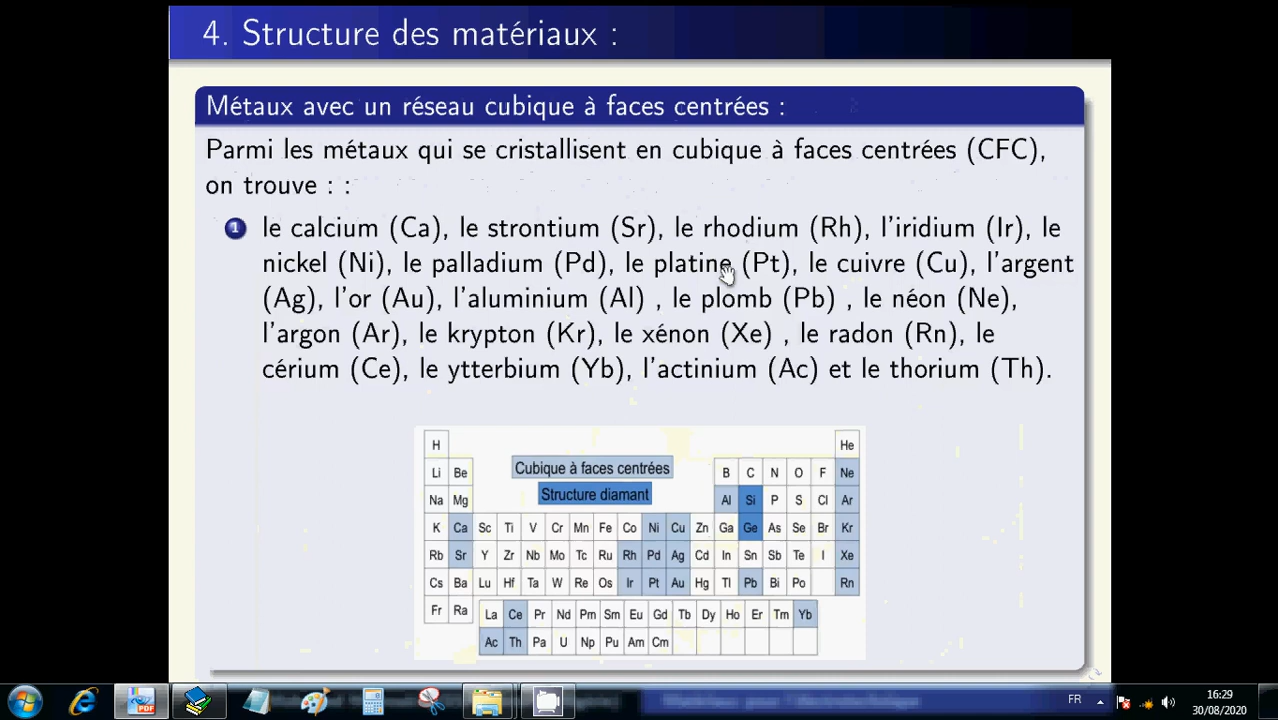 4. Structure des matériaux :
Métaux avec un réseau cubique à faces centrées :
Parmi les métaux qui se cristallisent en cubique à faces centrées (CFC),
on trouve : :
1 le calcium (Ca), le strontium (Sr), le rhodium (Rh), l'iridium (Ir), le
nickel (Ni), le palladium (Pd), le platine (Pt), le cuivre (Cu), l'argent
(Ag), l'or (Au), l'aluminium (Al) , le plomb (Pb) , le néon (Ne),
l'argon (Ar), le krypton (Kr), le xénon (Xe) , le radon (Rn), le
cérium (Ce), le ytterbium (Yb), l'actinium (Ac) et le thorium (Th).
H He
Cubique à faces centrées
Li Be B C N O F Ne
Structure diamant
Na Mg Al Si P S Cl Ar
K Ca Sc Ti V Cr Mn Fe Co Ni Cu Zn Ga Ge As Se Br Kr
Rb Sr Y Zr Nb Mo Tc Ru Rh Pd Ag Cd In Sn Sb Te I Xe
Cs Ba Lu Hf Ta W Re Os Ir Pt Au Hg Tl Pb Bi Po Rn
Fr Ra La Ce Pr Nd Pm Sm Eu Gd Tb Dy Ho Er Tm Yb
Ac Th Pa U Np Pu Am Cm
PDF
FR
16:29
30/08/2020